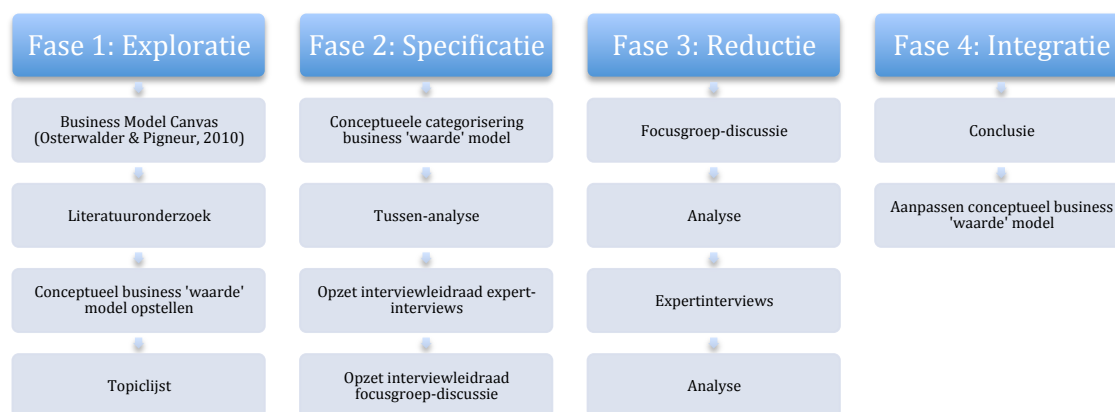 Fase 1: Exploratie
Business Model Canvas
(Osterwalder & Pigneur, 2010)
Literatuuronderzoek
Conceptueel business 'waarde'
model opstellen
Topiclijst
Fase 2: Specificatie
Conceptueele categorisering
business 'waarde' model
Tussen-analyse
Opzet interviewleidraad expert-
interviews
Opzet interviewleidraad
focusgroep-discussie
Fase 3: Reductie
Focusgroep-discussie
Analyse
Expertinterviews
Analyse
Fase 4: Integratie
Conclusie
Aanpassen conceptueel business
'waarde' model